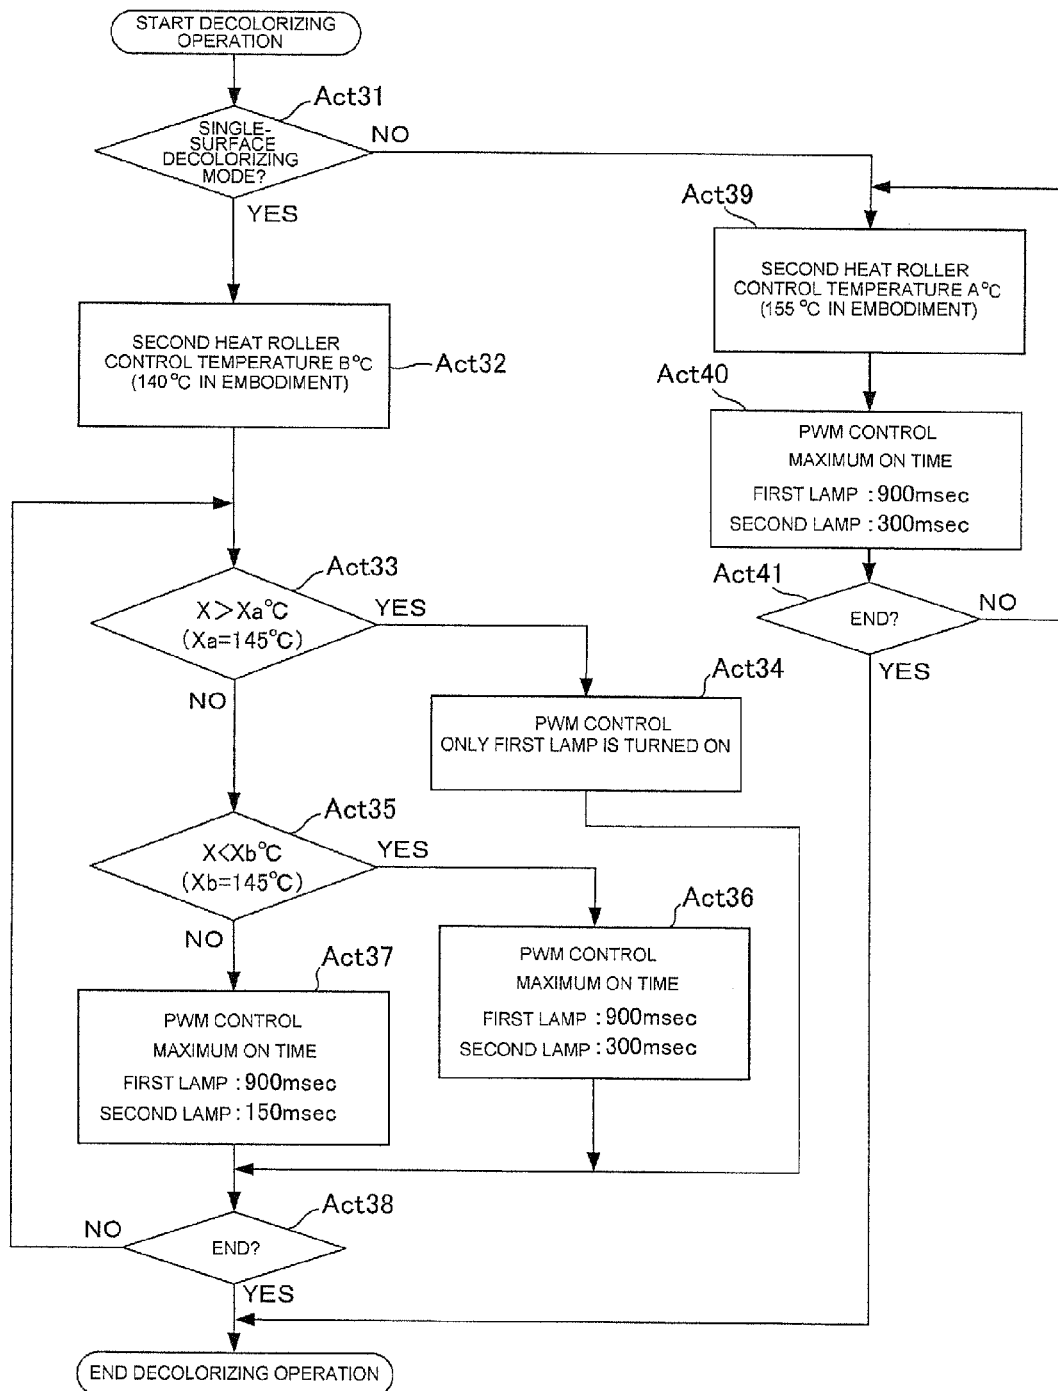 START DECOLORIZING
OPERATION
Act31
SINGLE-
SURFACE
DECOLORIZING
MODE?
NO
YES
Act39
SECOND HEAT ROLLER
CONTROL TEMPERATURE A°C
(155 °C IN EMBODIMENT)
SECOND HEAT ROLLER
CONTROL TEMPERATURE B°C
(140°C IN EMBODIMENT)
Act32
Act40
PWM CONTROL
MAXIMUM ON TIME
FIRST LAMP : 900msec
SECOND LAMP : 300msec
Act33
X>Xa°C
(Xa=145°C)
YES
NO
Act41
END?
NO
YES
Act34
PWM CONTROL
ONLY FIRST LAMP IS TURNED ON
Act35
X<Xb°C
(Xb=145°C)
YES
NO
Act36
PWM CONTROL
MAXIMUM ON TIME
FIRST LAMP : 900msec
SECOND LAMP : 300msec
Act37
PWM CONTROL
MAXIMUM ON TIME
FIRST LAMP : 900msec
SECOND LAMP : 150msec
Act38
NO
END?
YES
END DECOLORIZING OPERATION